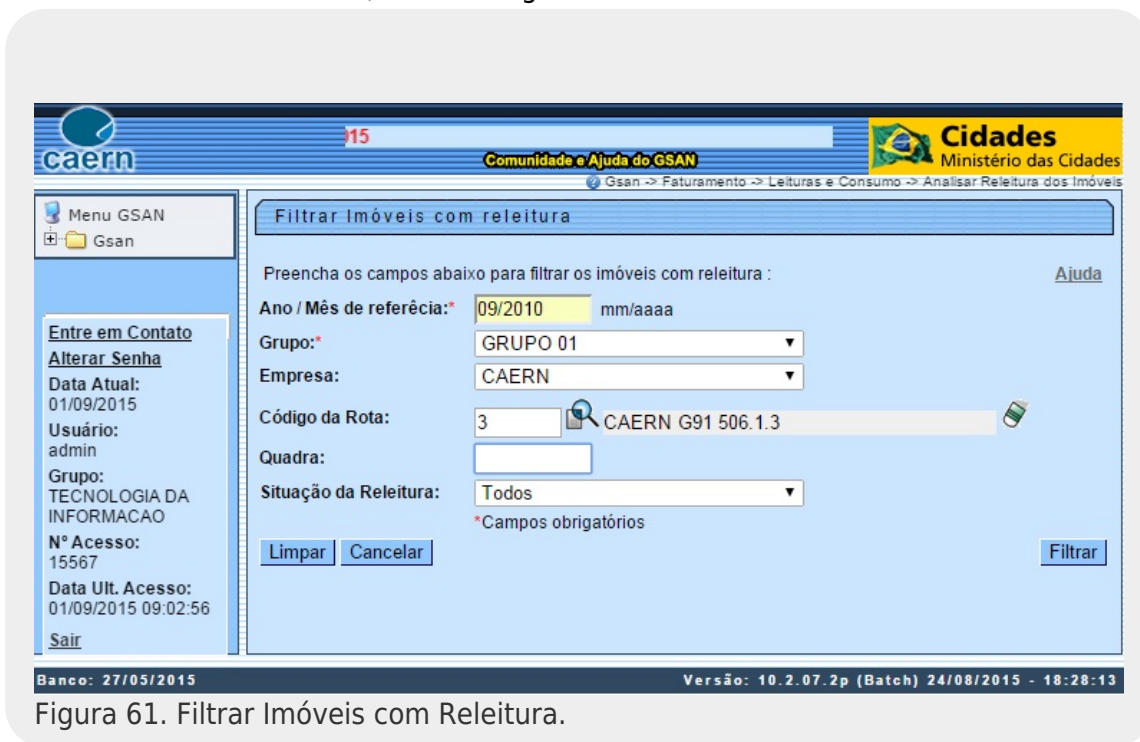 caern
015
Comunidade e Ajuda do GSAN
Cidades
Ministério das Cidades
Gsan -> Faturamento -> Leituras e Consumo -> Analisar Releitura dos Imóveis
Menu GSAN
Gsan
Entre em Contato
Alterar Senha
Data Atual:
01/09/2015
Usuário:
admin
Grupo:
TECNOLOGIA DA
INFORMACAO
Nº Acesso:
15567
Data Ult. Acesso:
01/09/2015 09:02:56
Sair
Filtrar Imóveis com releitura
Preencha os campos abaixo para filtrar os imóveis com releitura :
Ajuda
Ano / Mês de referêcia:* 09/2010 mm/aaaa
Grupo:* GRUPO 01
Empresa: CAERN
Código da Rota: 3 CAERN G91 506.1.3
Quadra:
Situação da Releitura: Todos
*Campos obrigatórios
Limpar Cancelar Filtrar
Banco: 27/05/2015 Versão: 10.2.07.2p (Batch) 24/08/2015 - 18:28:13
Figura 61. Filtrar Imóveis com Releitura.